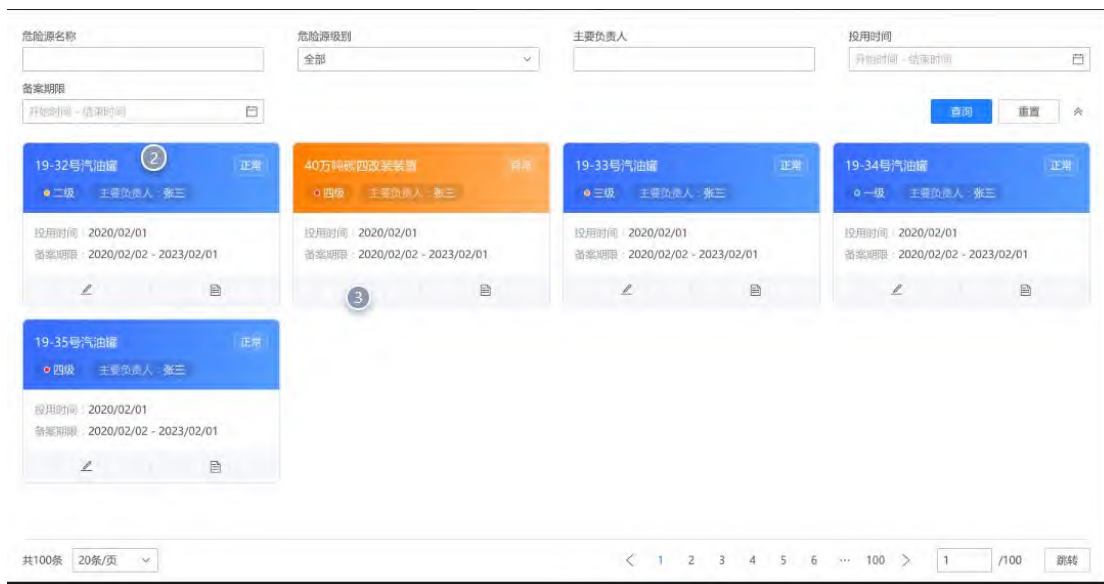 危险源名称 危险源级别 主要负责人 投用时间
全部 开始时间 - 结束时间
备案期限
开始时间 - 结束时间 查询 重置
19-32号汽油罐 2 正常
二级 主要负责人：张三
投用时间：2020/02/01
备案期限：2020/02/02 - 2023/02/01
40万吨碳四改装装置 异常
四级 主要负责人：张三
投用时间：2020/02/01
备案期限：2020/02/02 - 2023/02/01
3
19-33号汽油罐 正常
三级 主要负责人：张三
投用时间：2020/02/01
备案期限：2020/02/02 - 2023/02/01
19-34号汽油罐 正常
一级 主要负责人：张三
投用时间：2020/02/01
备案期限：2020/02/02 - 2023/02/01
19-35号汽油罐 正常
四级 主要负责人：张三
投用时间：2020/02/01
备案期限：2020/02/02 - 2023/02/01
共100条 20条/页 1 2 3 4 5 6 ... 100 1 /100 跳转